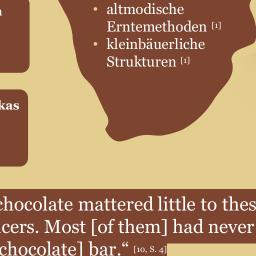 • altmodische
Erntemethoden [1]
• kleinbäuerliche
Strukturen [1]
kas
chocolate mattered little to thes
cers. Most [of them] had never
chocolate] bar.“ [10, S. 4]